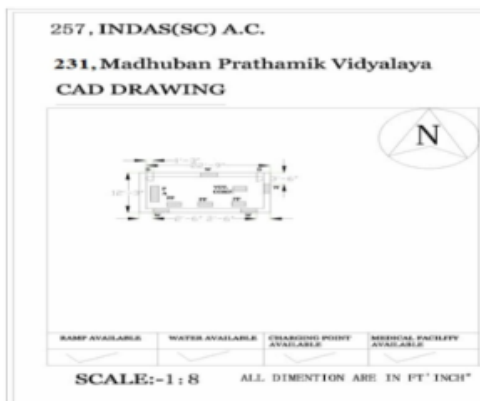 257, INDAS(SC) A.C.
231, Madhuban Prathamik Vidyalaya
CAD DRAWING
N
RAMP AVAILABLE
WATER AVAILABLE
CHARGING POINT AVAILABLE
MEDICAL FACILITY AVAILABLE
SCALE:-1:8
ALL DIMENTION ARE IN FT'INCH"